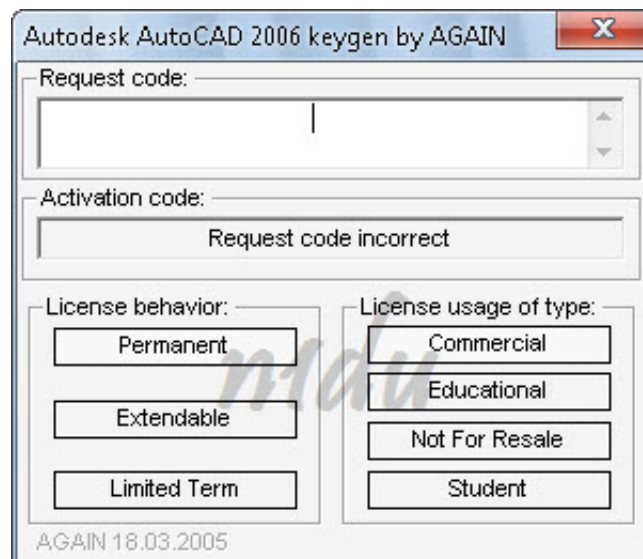 Autodesk AutoCAD 2006 keygen by AGAIN
Request code:
Activation code:
Request code incorrect
License behavior:
Permanent
Extendable
Limited Term
License usage of type:
Commercial
Educational
Not For Resale
Student
mdu
AGAIN 18.03.2005